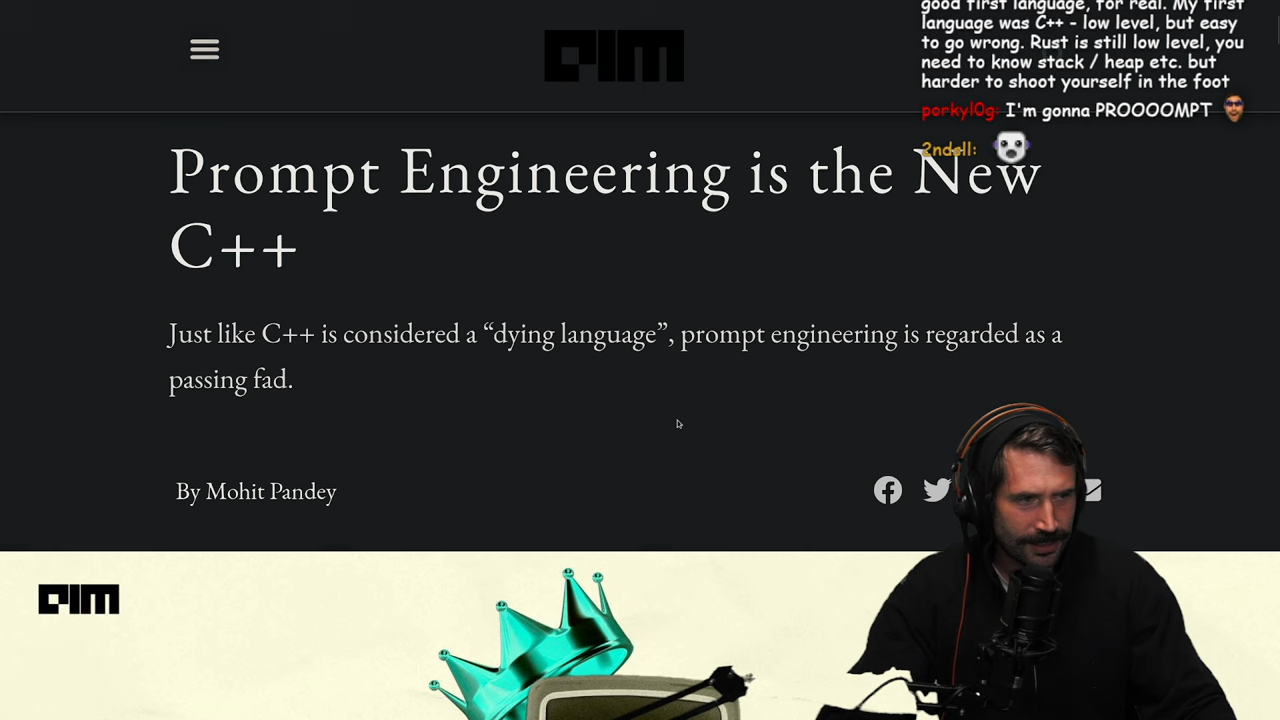 good first language, for real. My first
language was C++ - low level, but easy
to go wrong. Rust is still low level, you
need to know stack / heap etc. but
harder to shoot yourself in the foot
porkyl0g: I'm gonna PROOOOMPT
2ndall:
AIM
Prompt Engineering is the New
C++
Just like C++ is considered a “dying language”, prompt engineering is regarded as a
passing fad.
By Mohit Pandey
AIM